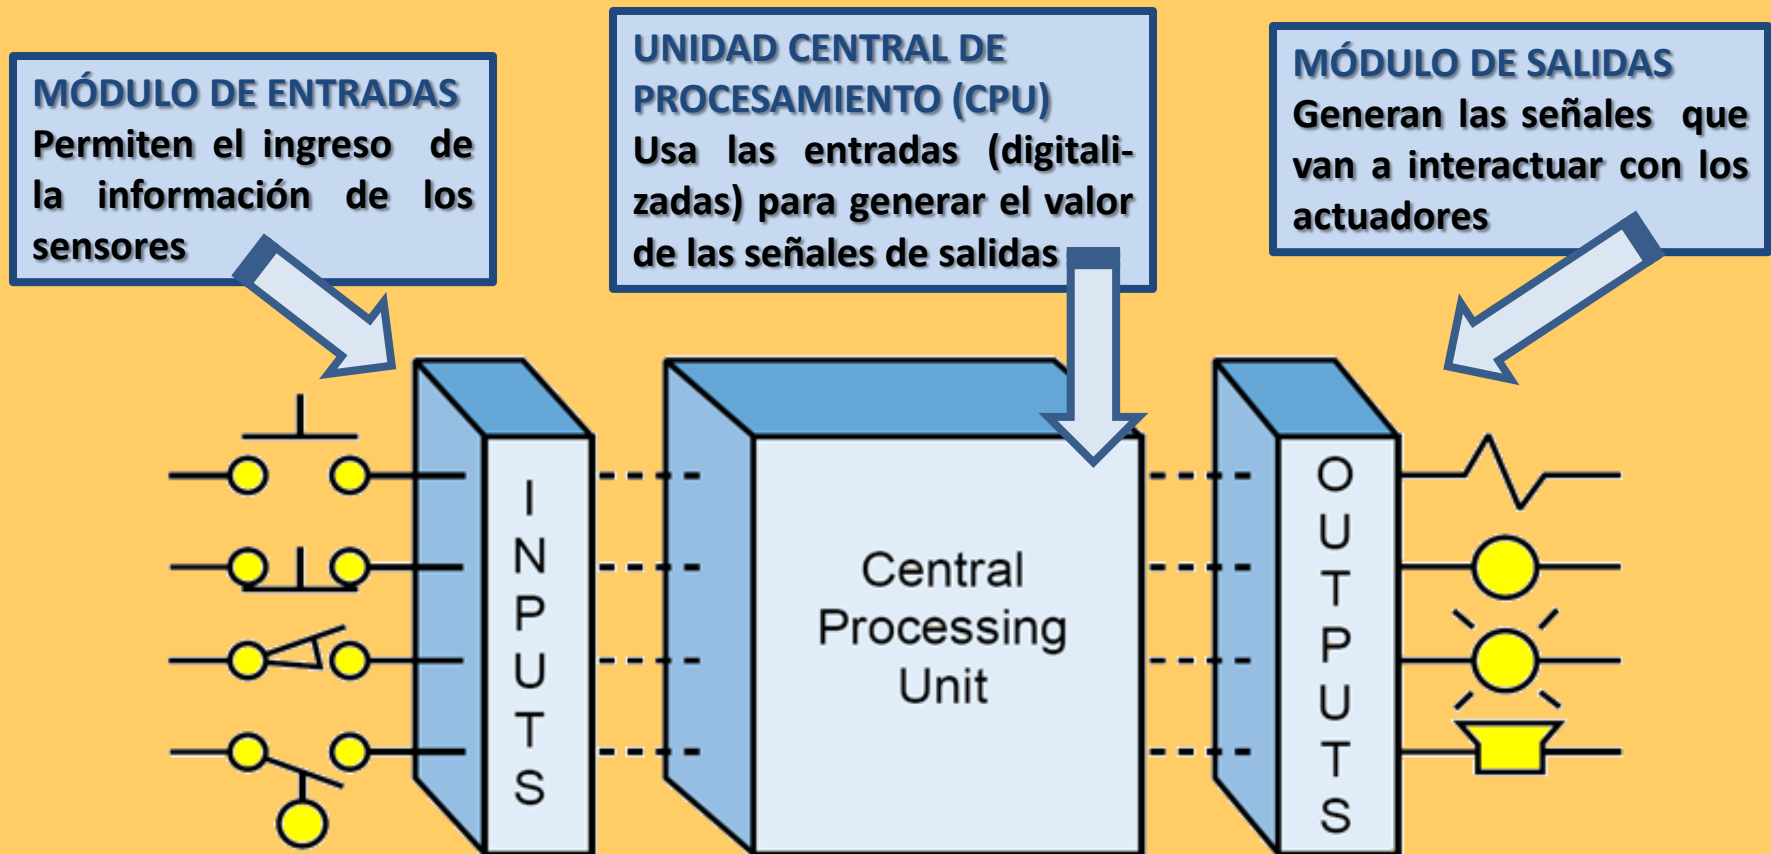 MÓDULO DE ENTRADAS
Permiten el ingreso de
la información de los
sensores
UNIDAD CENTRAL DE
PROCESAMIENTO (CPU)
Usa las entradas (digitali-
zadas) para generar el valor
de las señales de salidas
MÓDULO DE SALIDAS
Generan las señales que
van a interactuar con los
actuadores
INPUTS
Central
Processing
Unit
OUTPUTS